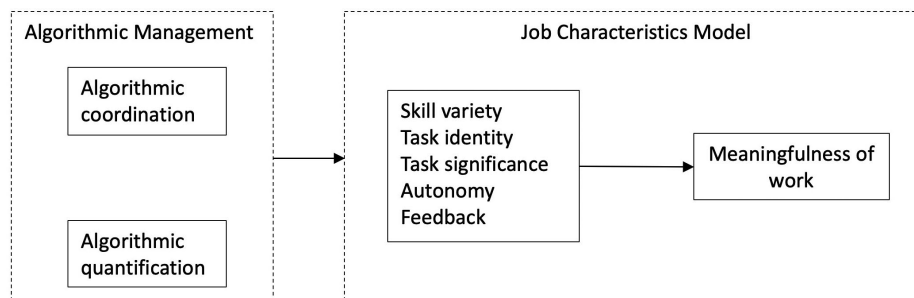 Algorithmic Management
Algorithmic
coordination
Algorithmic
quantification
Job Characteristics Model
Skill variety
Task identity
Task significance
Autonomy
Feedback
Meaningfulness of
work